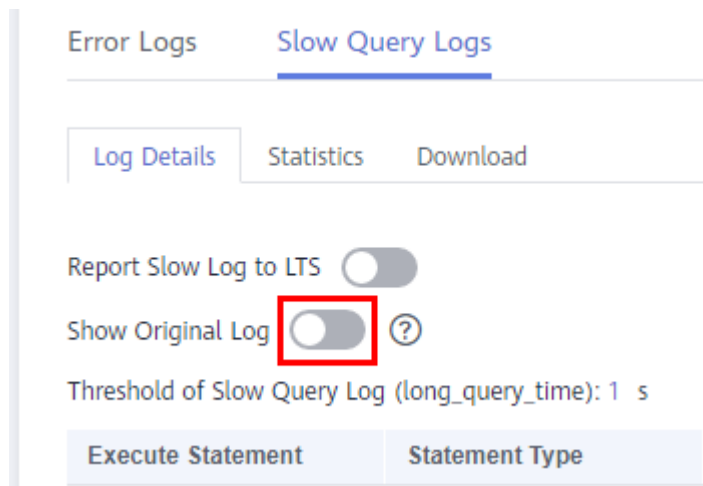 Error Logs Slow Query Logs
Log Details Statistics Download
Report Slow Log to LTS
Show Original Log ?
Threshold of Slow Query Log (long_query_time): 1 s
Execute Statement Statement Type